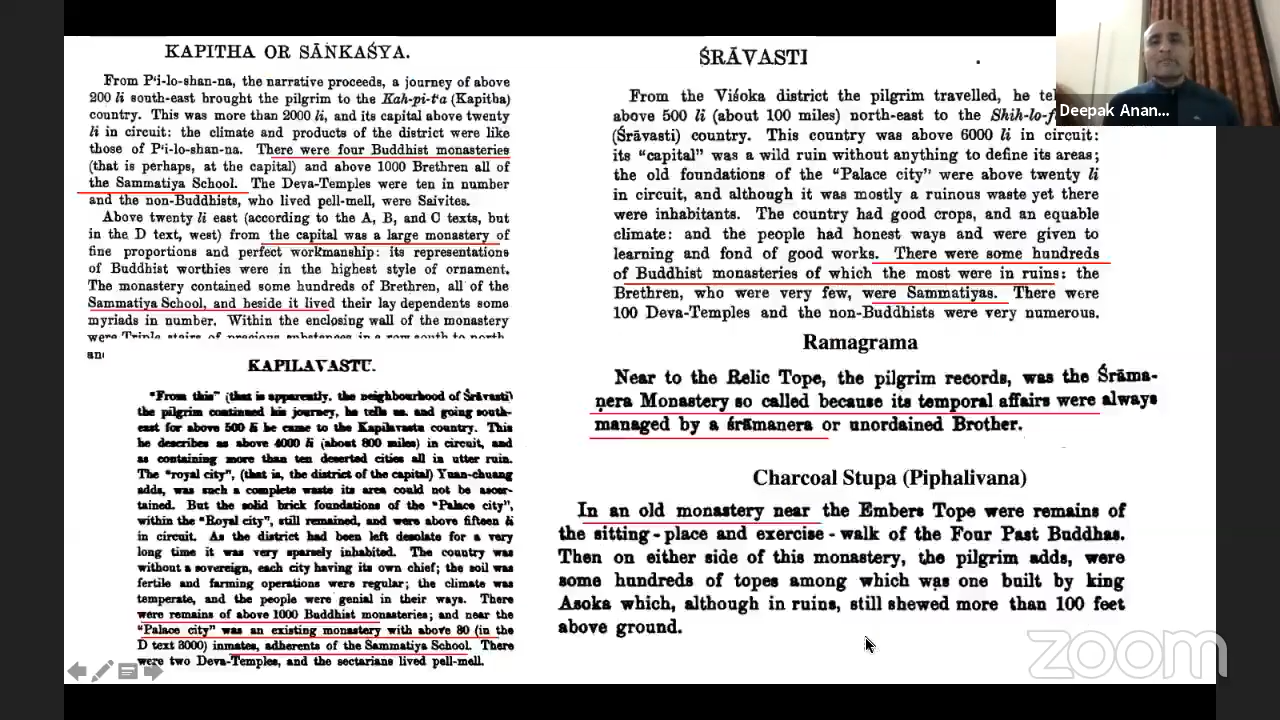 KAPITHA OR SĀNKAŚYA.
From P‘i-lo-shan-na, the narrative proceeds, a journey of above
200 li south-east brought the pilgrim to the Kah-pi-t‘a (Kapitha)
country. This was more than 2000 li, and its capital above twenty
li in circuit: the climate and products of the district were like
those of P‘i-lo-shan-na. There were four Buddhist monasteries
(that is perhaps, at the capital) and above 1000 Brethren all of
the Sammatiya School. The Deva-Temples were ten in number
and the non-Buddhists, who lived pell-mell, were Saivites.
Above twenty li east (according to the A, B, and C texts, but
in the D text, west) from the capital was a large monastery of
fine proportions and perfect workmanship: its representations
of Buddhist worthies were in the highest style of ornament.
The monastery contained some hundreds of Brethren, all of the
Sammatiya School, and beside it lived their lay dependents some
myriads in number. Within the enclosing wall of the monastery
were Triple stairs of precious substances in a row south to north
an
KAPILAVASTU.
"From this" (that is apparently, the neighbourhood of Śrāvasti)
the pilgrim continued his journey, he tells us, and going south-
east for above 500 li he came to the Kapilavastu country. This
he describes as above 4000 li (about 800 miles) in circuit, and
as containing more than ten deserted cities all in utter ruin.
The "royal city", (that is, the district of the capital) Yuan-chuang
adds, was such a complete waste its area could not be ascer-
tained. But the solid brick foundations of the "Palace city",
within the "Royal city", still remained, and were above fifteen li
in circuit. As the district had been left desolate for a very
long time it was very sparsely inhabited. The country was
without a sovereign, each city having its own chief; the soil was
fertile and farming operations were regular; the climate was
temperate, and the people were genial in their ways. There
were remains of above 1000 Buddhist monasteries; and near the
"Palace city" was an existing monastery with above 30 (in the
D text 3000) inmates, adherents of the Sammatiya School. There
were two Deva-Temples, and the sectarians lived pell-mell.
ŚRĀVASTI
From the Viśoka district the pilgrim travelled, he te
above 500 li (about 100 miles) north-east to the Shih-lo-f
(Śrāvasti) country. This country was above 6000 li in circuit:
its "capital" was a wild ruin without anything to define its areas;
the old foundations of the "Palace city" were above twenty li
in circuit, and although it was mostly a ruinous waste yet there
were inhabitants. The country had good crops, and an equable
climate: and the people had honest ways and were given to
learning and fond of good works. There were some hundreds
of Buddhist monasteries of which the most were in ruins: the
Brethren, who were very few, were Sammatiyas. There were
100 Deva-Temples and the non-Buddhists were very numerous.
Ramagrama
Near to the Relic Tope, the pilgrim records, was the Śrāma-
ṇera Monastery so called because its temporal affairs were always
managed by a śrāmanera or unordained Brother.
Charcoal Stupa (Piphalivana)
In an old monastery near the Embers Tope were remains of
the sitting-place and exercise-walk of the Four Past Buddhas.
Then on either side of this monastery, the pilgrim adds, were
some hundreds of topes among which was one built by king
Asoka which, although in ruins, still shewed more than 100 feet
above ground.
Deepak Anan...
zoom